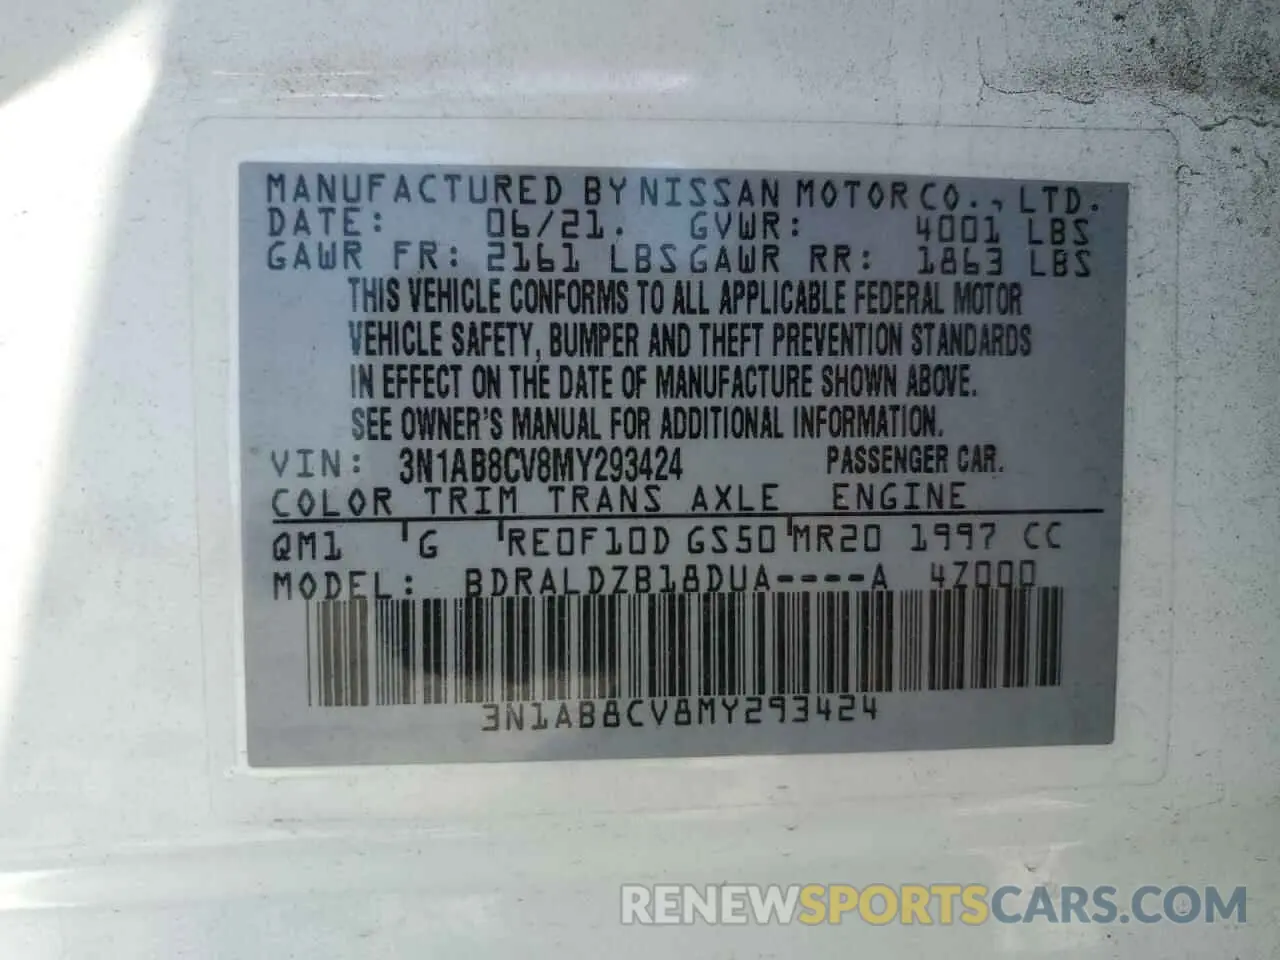 MANUFACTURED BY NISSAN MOTOR CO., LTD.
DATE: 06/21. GVWR: 4001 LBS
GAWR FR: 2161 LBS GAWR RR: 1863 LBS
THIS VEHICLE CONFORMS TO ALL APPLICABLE FEDERAL MOTOR
VEHICLE SAFETY, BUMPER AND THEFT PREVENTION STANDARDS
IN EFFECT ON THE DATE OF MANUFACTURE SHOWN ABOVE.
SEE OWNER'S MANUAL FOR ADDITIONAL INFORMATION.
VIN: 3N1AB8CV8MY293424 PASSENGER CAR.
COLOR TRIM TRANS AXLE ENGINE
QM1 G RE0F10D GS50 MR20 1997 CC
MODEL: BDRALDZB18DUA----A 4Z000
3N1AB8CV8MY293424
RENEWSPORTSCARS.COM